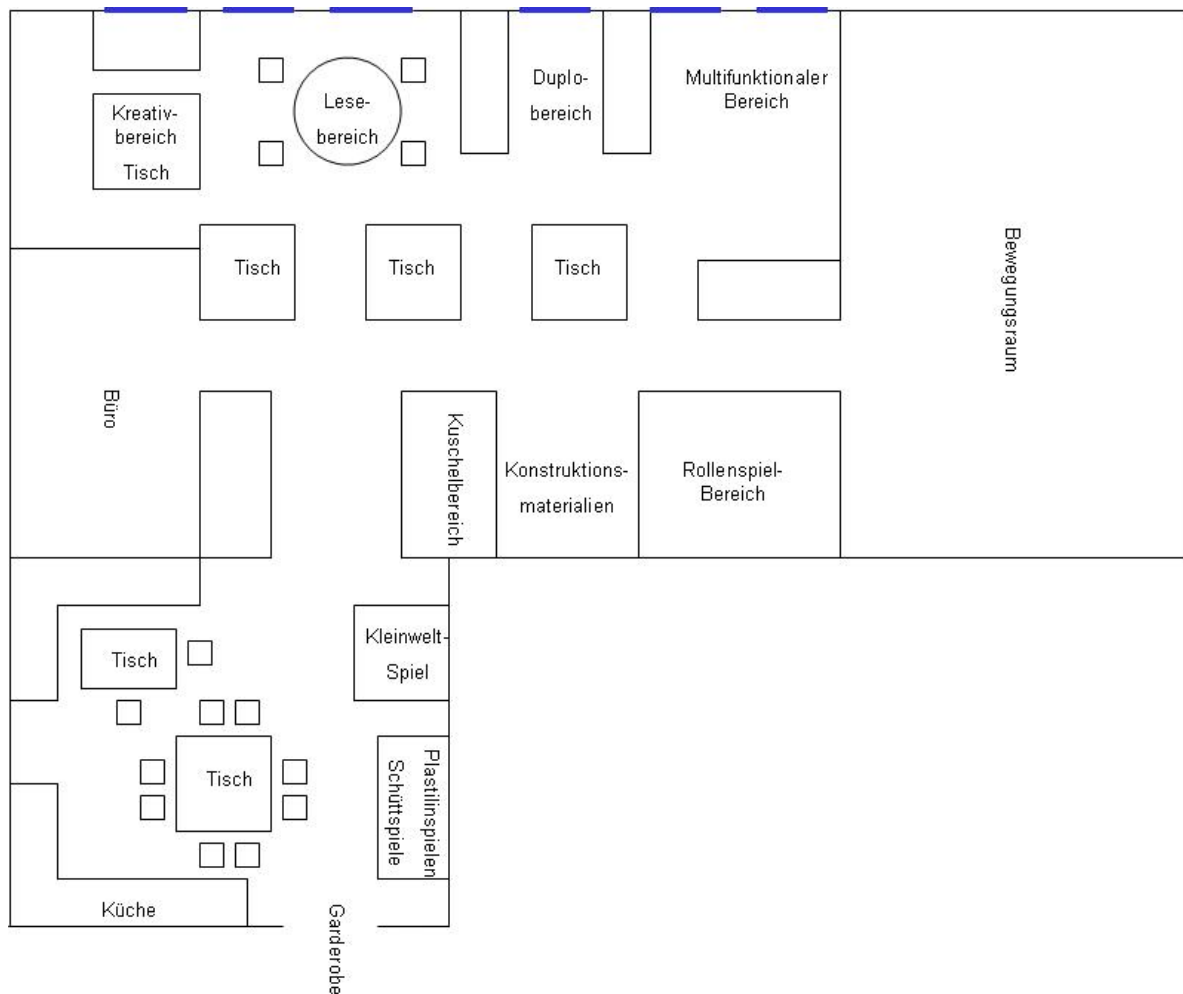 Kreativ-
bereich
Tisch
Lese-
bereich
Duplo-
bereich
Multifunktionaler
Bereich
Bewegungsraum
Tisch
Tisch
Tisch
Büro
Kuschelbereich
Konstruktions-
materialien
Rollenspiel-
Bereich
Tisch
Kleinwelt-
Spiel
Tisch
Plastilinspielen
Schüttspiele
Küche
Garderobe